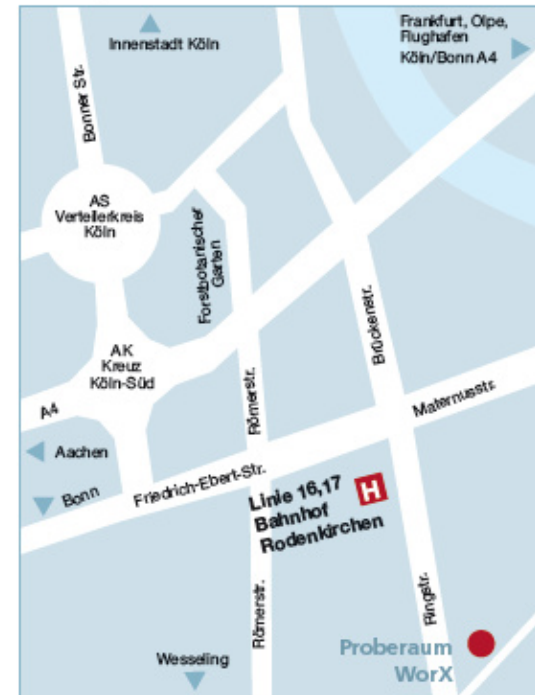 Frankfurt, Olpe,
Flughafen
Köln/Bonn A4
Innenstadt Köln
Bonner Str.
AS
Verteilerkreis
Köln
Forstbotanischer
Garten
Brückenstr.
AK
Kreuz
Köln-Süd
A4
Römerstr.
Maternusstr.
Aachen
Bonn
Friedrich-Ebert-Str.
Linie 16,17
Bahnhof
Rodenkirchen
H
Römerstr.
Ringstr.
Wesseling
Proberaum
WorX